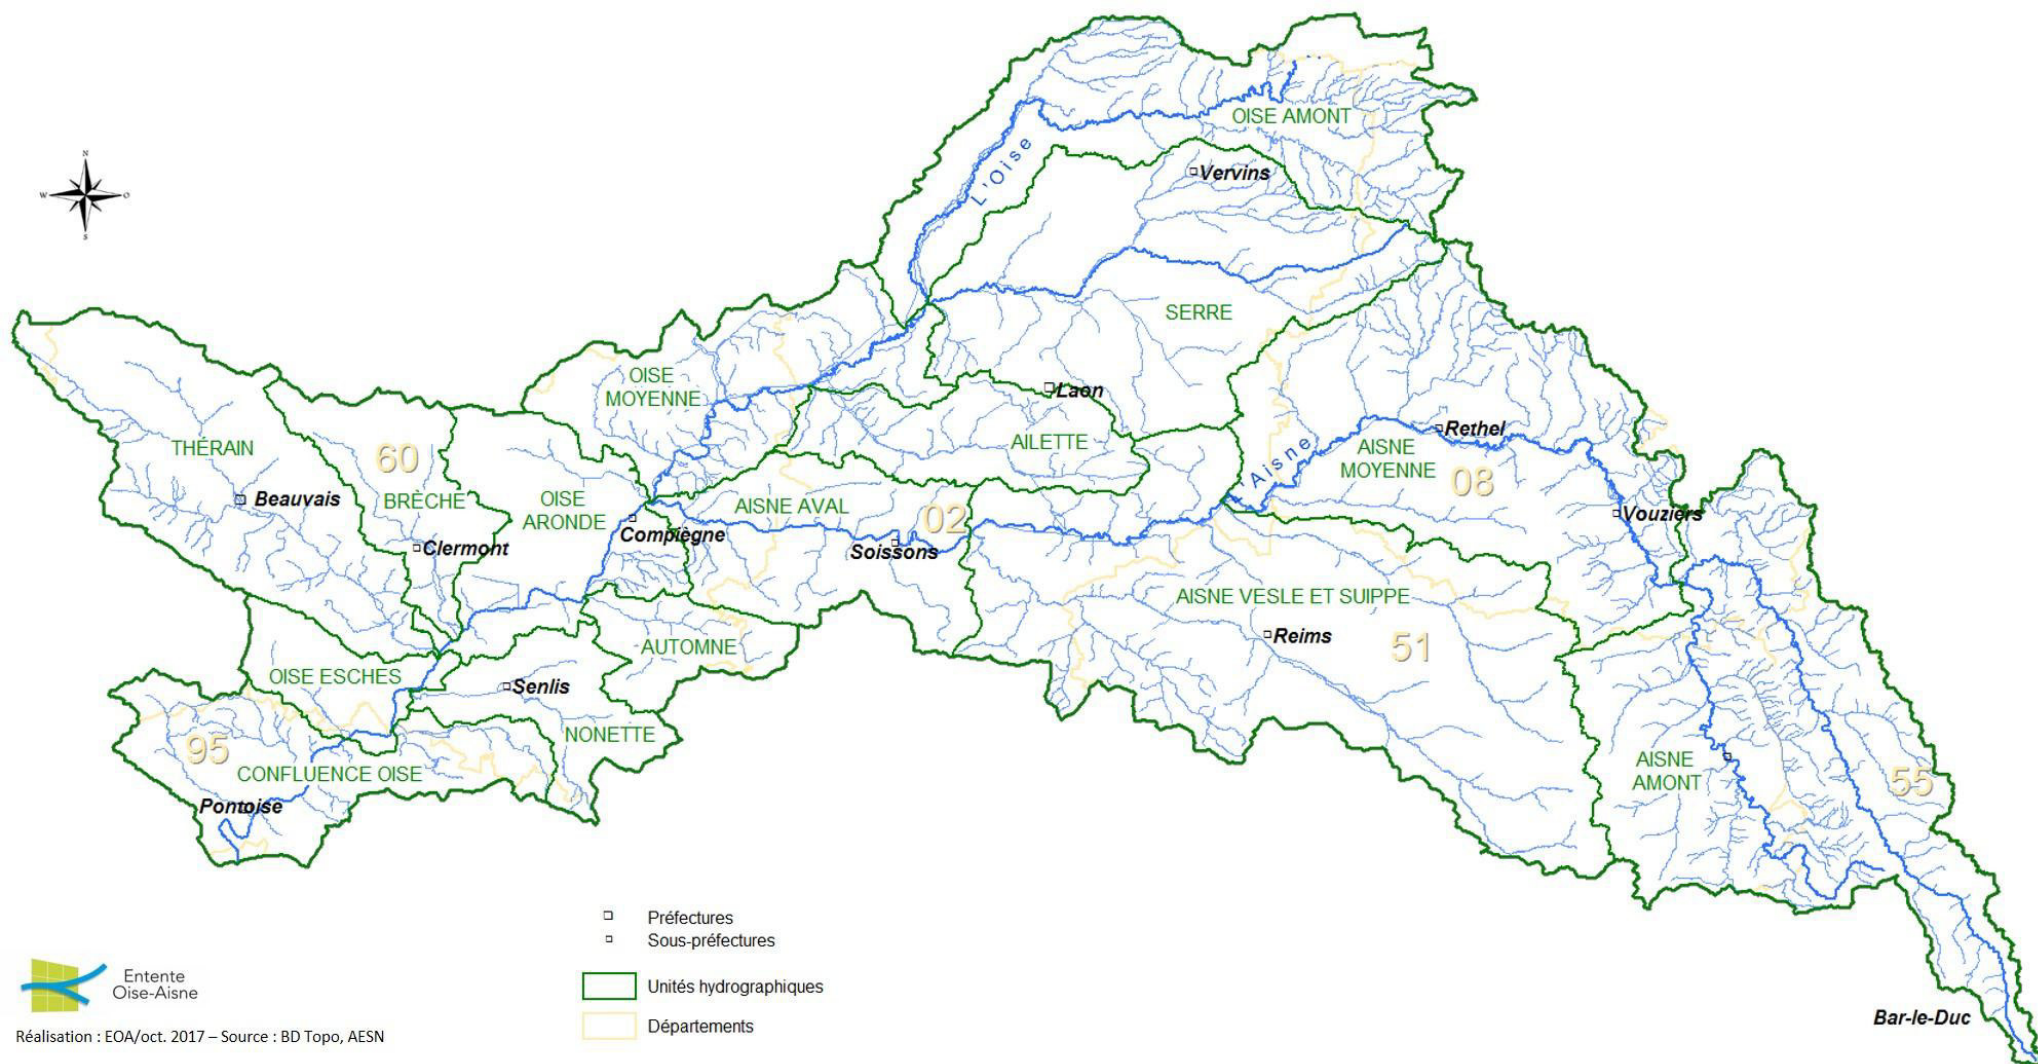 OISE AMONT
L'Oise
Vervins
N
W
O
S
SERRE
OISE
MOYENNE
Laon
THÉRAIN
60
AILETTE
Aisne
Rethel
AISNE
MOYENNE
08
Beauvais
BRÈCHE
OISE
ARONDE
AISNE AVAL
02
Vouziers
Compiègne
Clermont
Soissons
AISNE VESLE ET SUIPPE
Reims
51
AUTOMNE
OISE ESCHES
Senlis
NONETTE
95
CONFLUENCE OISE
AISNE
AMONT
55
Pontoise
Préfectures
Sous-préfectures
Unités hydrographiques
Départements
Bar-le-Duc
Entente
Oise-Aisne
Réalisation : EOA/oct. 2017 – Source : BD Topo, AESN